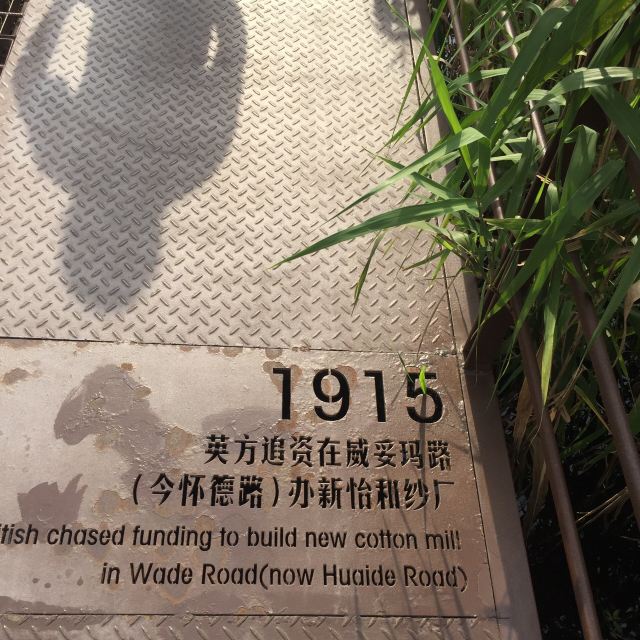 1915
英方追资在威妥玛路
（今怀德路）办新怡和纱厂
itish chased funding to build new cotton mill
in Wade Road(now Huaide Road)